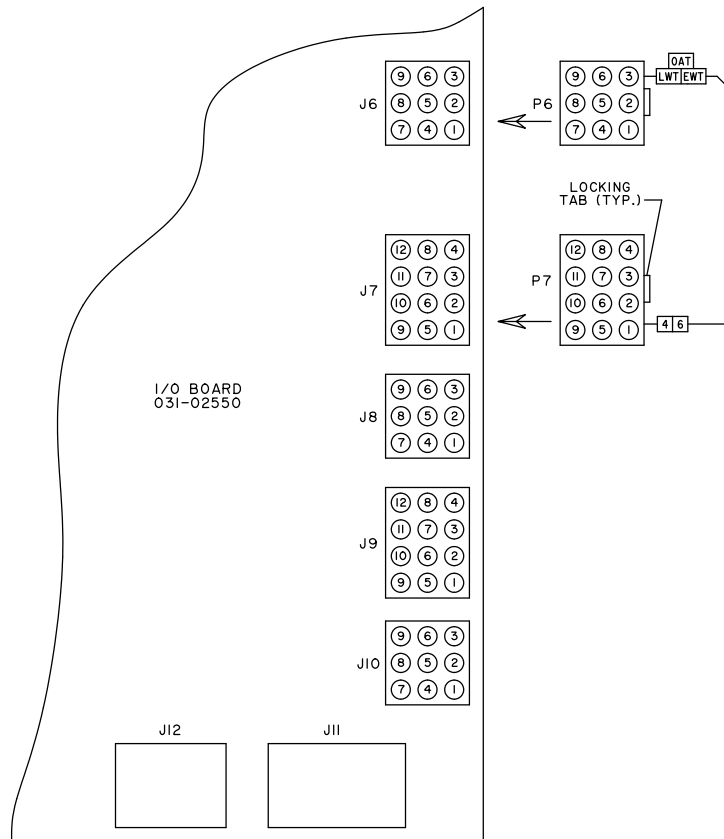 9 6 3
8 5 2
7 4 1
J6
9 6 3
8 5 2
7 4 1
P6
OAT
LWT EWT
LOCKING
TAB (TYP.)
12 8 4
11 7 3
10 6 2
9 5 1
J7
12 8 4
11 7 3
10 6 2
9 5 1
P7
4 6
I/O BOARD
031-02550
9 6 3
8 5 2
7 4 1
J8
12 8 4
11 7 3
10 6 2
9 5 1
J9
9 6 3
8 5 2
7 4 1
J10
J12
J11